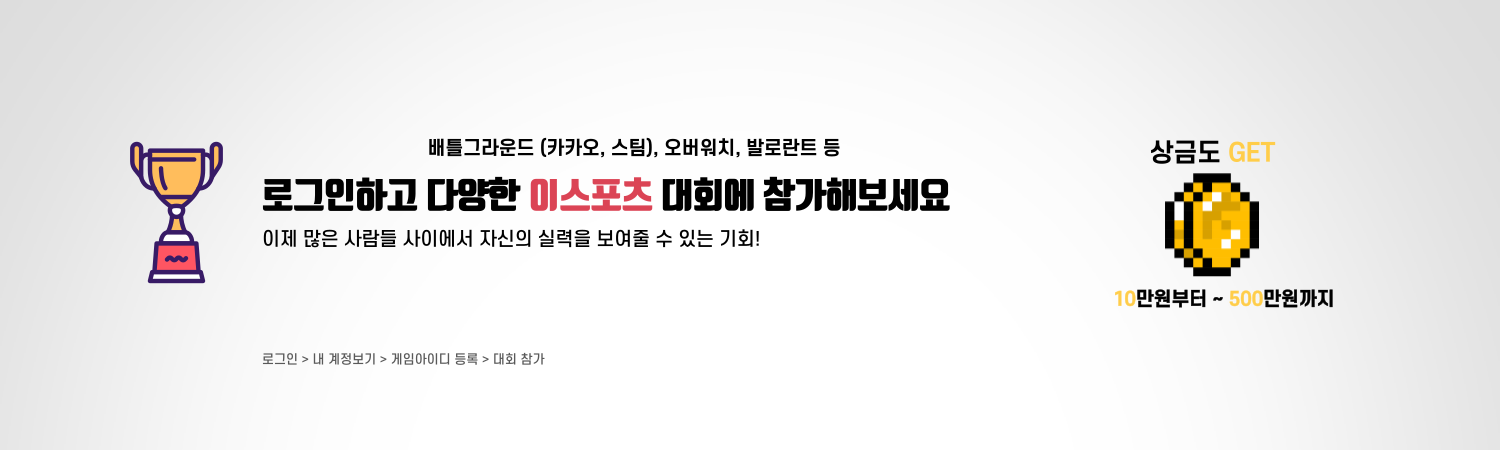 배틀그라운드 (카카오, 스팀), 오버워치, 발로란트 등
로그인하고 다양한 이스포츠 대회에 참가해보세요
이제 많은 사람들 사이에서 자신의 실력을 보여줄 수 있는 기회!
로그인 > 내 계정보기 > 게임아이디 등록 > 대회 참가
상금도 GET
10만원부터 ~ 500만원까지